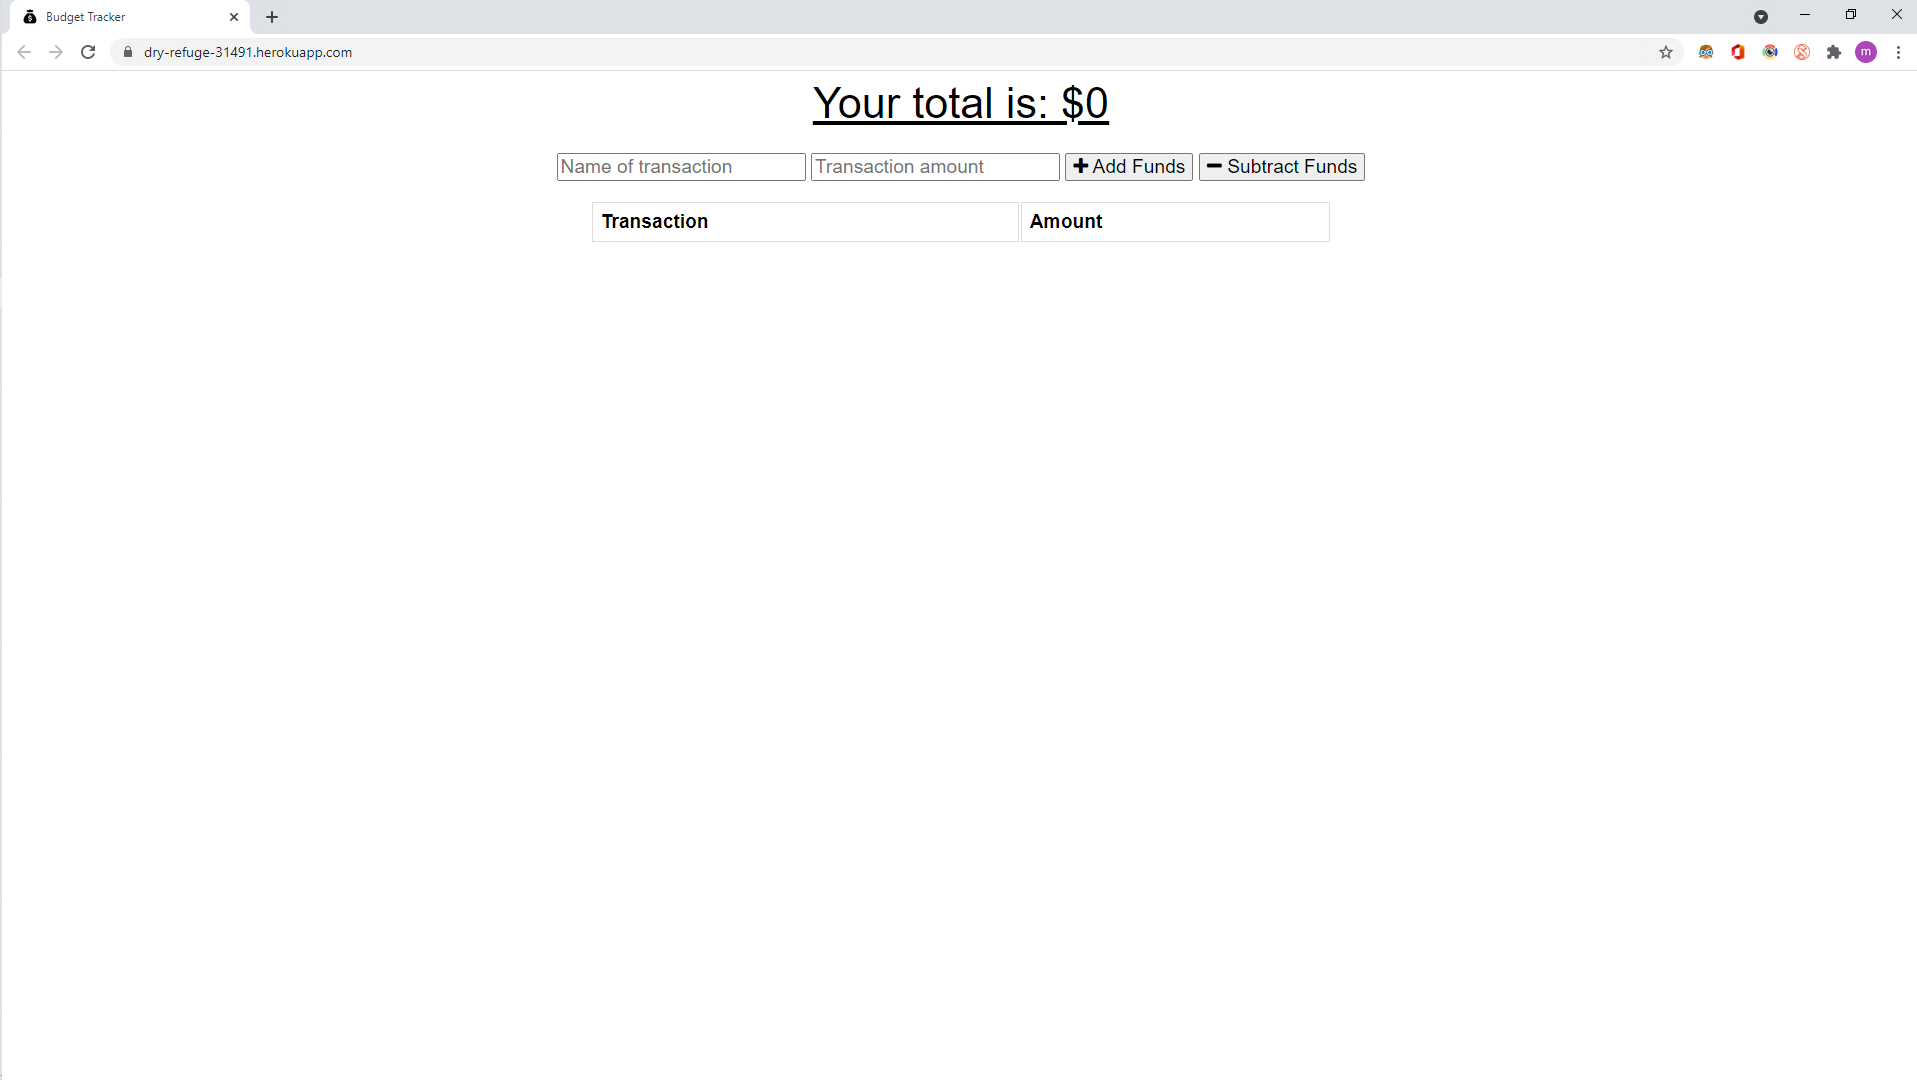 Budget Tracker
dry-refuge-31491.herokuapp.com
m
Your total is: $0
Name of transaction Transaction amount Add Funds Subtract Funds
Transaction Amount